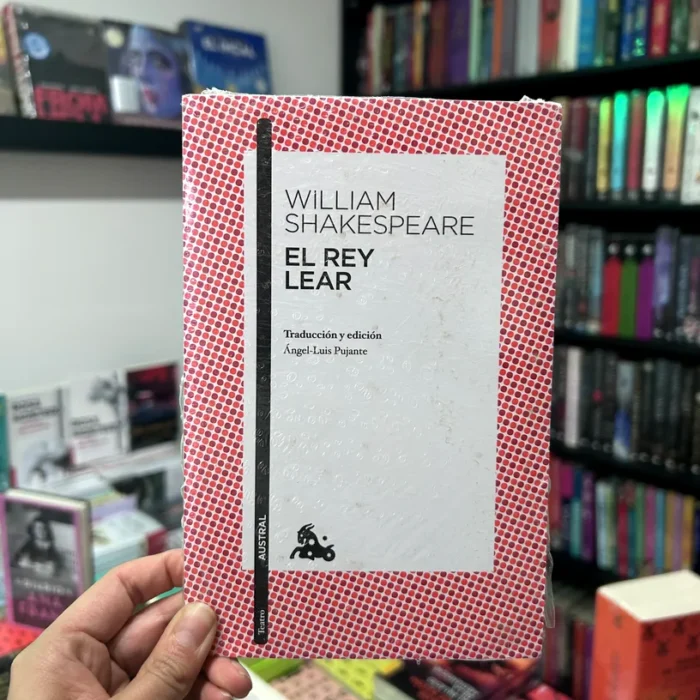 WiLLIAM
SHAKESPEARE
EL REY
LEAR
Traducción y edición
Ángel-Luis Pujante
AUSTRAL
Teatro